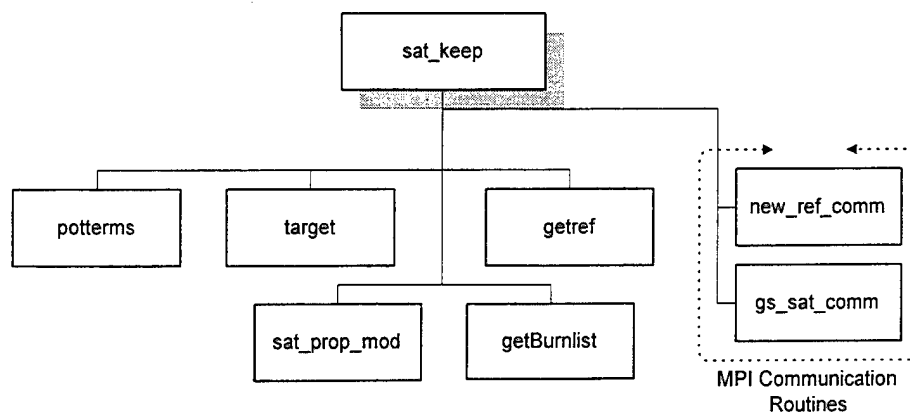 sat_keep
potterms
target
getref
new_ref_comm
sat_prop_mod
getBurnlist
gs_sat_comm
MPI Communication
Routines